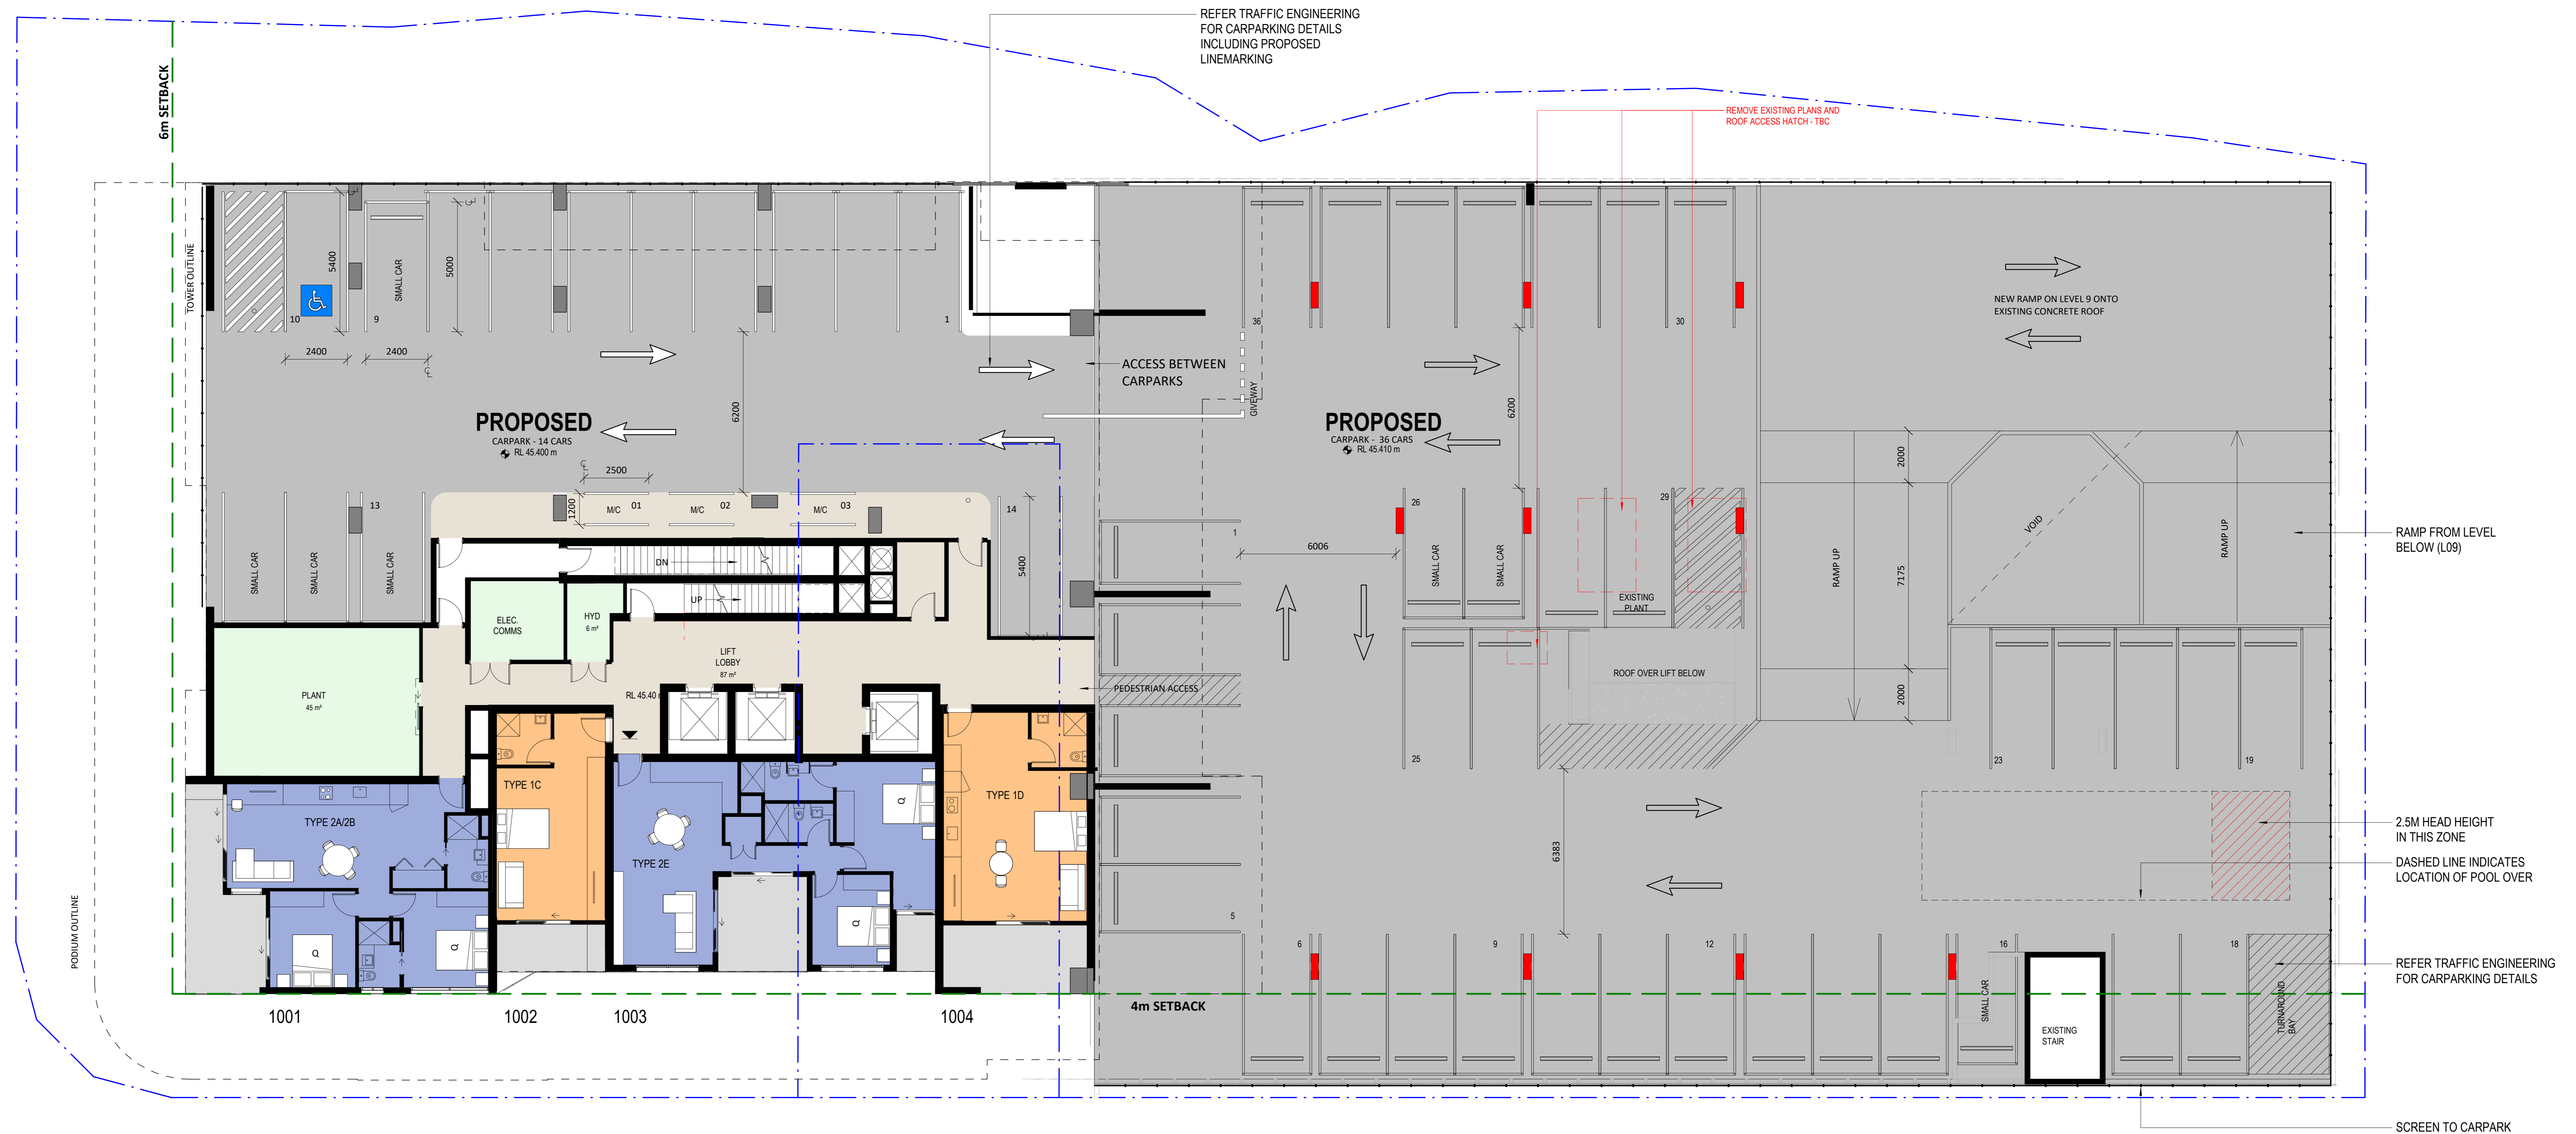 REFER TRAFFIC ENGINEERING
FOR CARPARKING DETAILS
INCLUDING PROPOSED
LINEMARKING
6m SETBACK
REMOVE EXISTING PLANS AND
ROOF ACCESS HATCH - TBC
TOWER OUTLINE
5400
5000
SMALL CAR
10
9
1
2400
2400
36
30
NEW RAMP ON LEVEL 9 ONTO
EXISTING CONCRETE ROOF
ACCESS BETWEEN
CARPARKS
GIVEWAY
6200
6200
PROPOSED
CARPARK - 14 CARS
RL 45.400 m
PROPOSED
CARPARK - 36 CARS
RL 45.410 m
2500
1200
M/C
01
M/C
02
M/C
03
13
14
5400
SMALL CAR
SMALL CAR
SMALL CAR
26
29
1
6006
SMALL CAR
SMALL CAR
2000
7175
2000
VOID
RAMP UP
RAMP UP
RAMP FROM LEVEL
BELOW (L09)
DN
UP
ELEC.
COMMS
HYD
6 m²
EXISTING
PLANT
LIFT
LOBBY
87 m²
RL 45.40
PLANT
45 m²
PEDESTRIAN ACCESS
ROOF OVER LIFT BELOW
25
23
19
TYPE 1C
TYPE 1D
TYPE 2A/2B
TYPE 2E
Q
Q
Q
Q
6383
2.5M HEAD HEIGHT
IN THIS ZONE
DASHED LINE INDICATES
LOCATION OF POOL OVER
PODIUM OUTLINE
5
6
9
12
16
18
REFER TRAFFIC ENGINEERING
FOR CARPARKING DETAILS
SMALL CAR
TURNAROUND
BAY
EXISTING
STAIR
4m SETBACK
1001
1002
1003
1004
SCREEN TO CARPARK